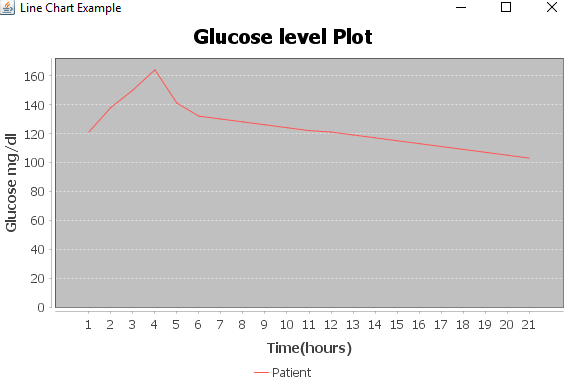 Line Chart Example
Glucose level Plot
Glucose mg/dl
160
140
120
100
80
60
40
20
0
1 2 3 4 5 6 7 8 9 10 11 12 13 14 15 16 17 18 19 20 21
Time(hours)
Patient